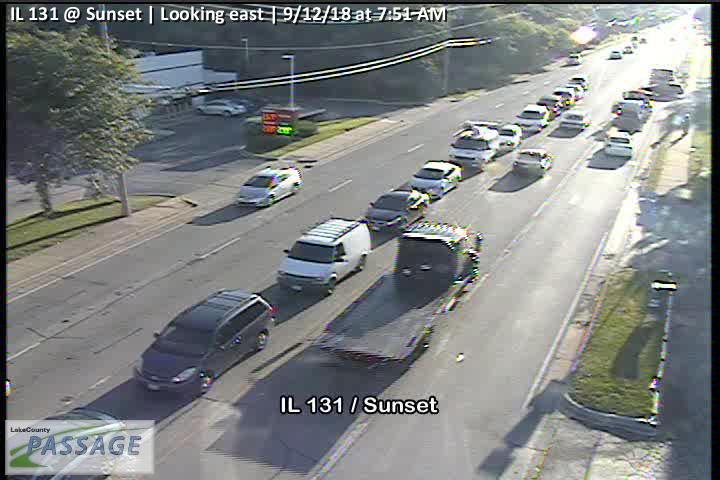 IL 131 @ Sunset | Looking east | 9/12/18 at 7:51 AM
IL 131 / Sunset
LakeCounty
PASSAGE